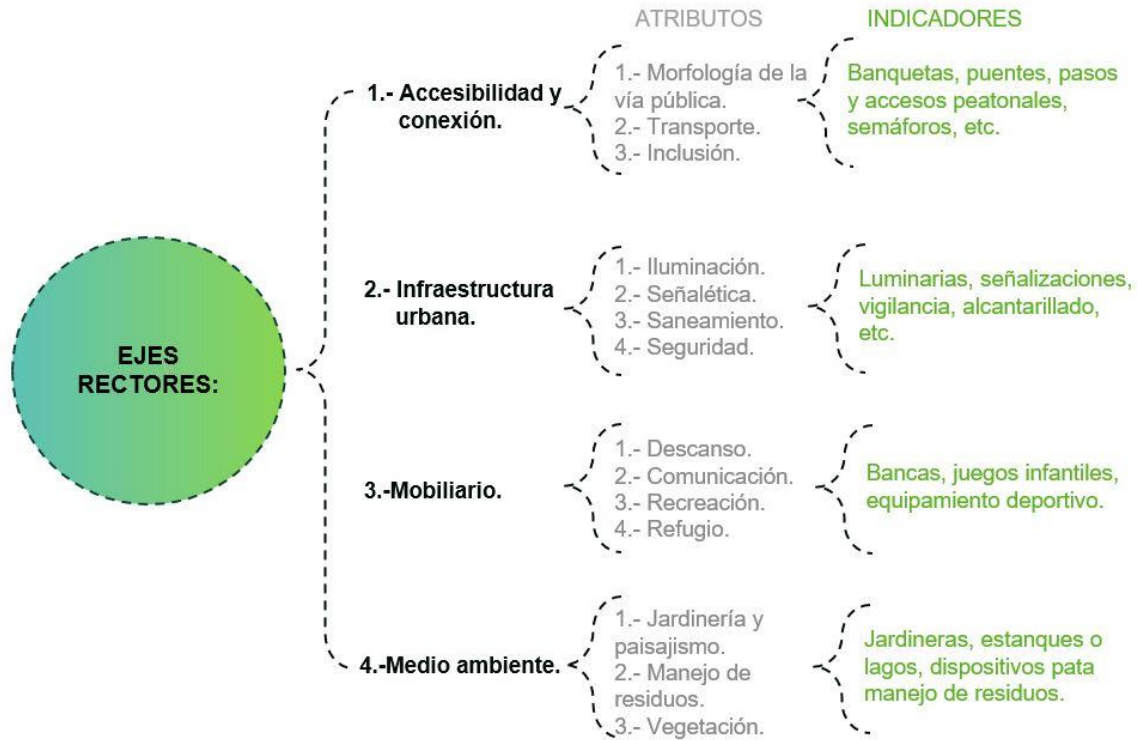 ATRIBUTOS
INDICADORES
EJES
RECTORES:
1.- Accesibilidad y
conexión.
1.- Morfología de la
vía pública.
2.- Transporte.
3.- Inclusión.
Banquetas, puentes, pasos
y accesos peatonales,
semáforos, etc.
2.- Infraestructura
urbana.
1.- Iluminación.
2.- Señalética.
3.- Saneamiento.
4.- Seguridad.
Luminarias, señalizaciones,
vigilancia, alcantarillado,
etc.
3.-Mobiliario.
1.- Descanso.
2.- Comunicación.
3.- Recreación.
4.- Refugio.
Bancas, juegos infantiles,
equipamiento deportivo.
4.-Medio ambiente.
1.- Jardinería y
paisajismo.
2.- Manejo de
residuos.
3.- Vegetación.
Jardineras, estanques o
lagos, dispositivos pata
manejo de residuos.